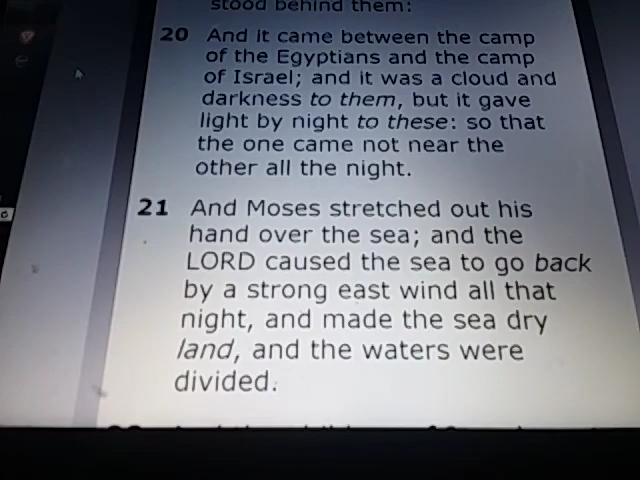 stood behind them:
20 And it came between the camp
of the Egyptians and the camp
of Israel; and it was a cloud and
darkness to them, but it gave
light by night to these: so that
the one came not near the
other all the night.
21 And Moses stretched out his
hand over the sea; and the
LORD caused the sea to go back
by a strong east wind all that
night, and made the sea dry
land, and the waters were
divided.